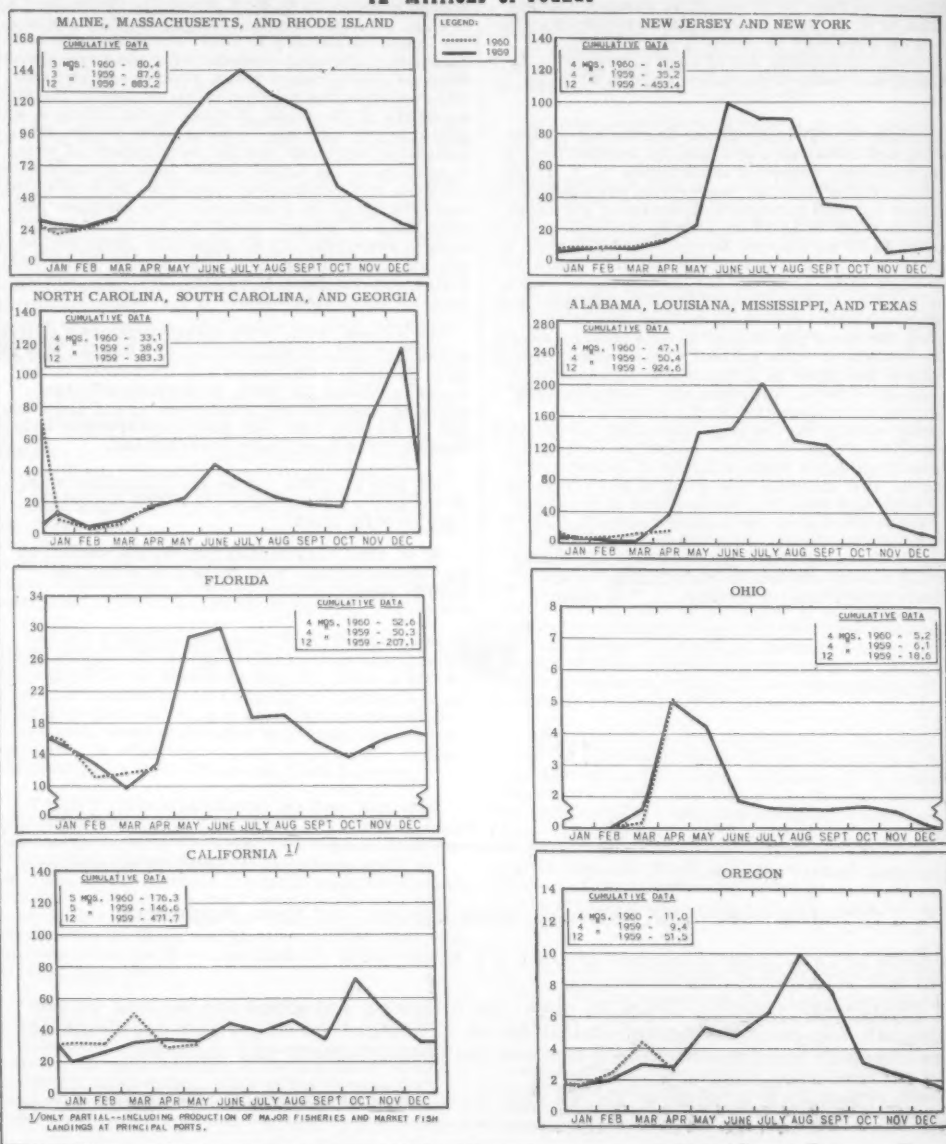 MAINE, MASSACHUSETTS, AND RHODE ISLAND
168
144
120
96
72
48
24
0
CUMULATIVE DATA
3 MOS. 1960 - 80.4
3 " 1959 - 87.6
12 " 1959 - 883.2
JAN FEB MAR APR MAY JUNE JULY AUG SEPT OCT NOV DEC
LEGEND:
1960
1959
NEW JERSEY AND NEW YORK
140
120
100
80
60
40
20
0
CUMULATIVE DATA
4 MOS. 1960 - 41.5
4 " 1959 - 35.2
12 " 1959 - 453.4
JAN FEB MAR APR MAY JUNE JULY AUG SEPT OCT NOV DEC
NORTH CAROLINA, SOUTH CAROLINA, AND GEORGIA
140
120
100
80
60
40
20
0
CUMULATIVE DATA
4 MOS. 1960 - 33.1
4 " 1959 - 38.9
12 " 1959 - 383.3
JAN FEB MAR APR MAY JUNE JULY AUG SEPT OCT NOV DEC
ALABAMA, LOUISIANA, MISSISSIPPI, AND TEXAS
280
240
200
160
120
80
40
0
CUMULATIVE DATA
4 MOS. 1960 - 47.1
4 " 1959 - 50.4
12 " 1959 - 924.6
JAN FEB MAR APR MAY JUNE JULY AUG SEPT OCT NOV DEC
FLORIDA
34
30
26
22
18
14
10
0
CUMULATIVE DATA
4 MOS. 1960 - 52.6
4 " 1959 - 50.3
12 " 1959 - 207.1
JAN FEB MAR APR MAY JUNE JULY AUG SEPT OCT NOV DEC
OHIO
8
7
6
5
4
3
2
1
0
CUMULATIVE DATA
4 MOS. 1960 - 5.2
4 " 1959 - 6.1
12 " 1959 - 18.6
JAN FEB MAR APR MAY JUNE JULY AUG SEPT OCT NOV DEC
CALIFORNIA 1/
140
120
100
80
60
40
20
0
CUMULATIVE DATA
5 MOS. 1960 - 176.3
5 " 1959 - 146.6
12 " 1959 - 471.7
JAN FEB MAR APR MAY JUNE JULY AUG SEPT OCT NOV DEC
1/ONLY PARTIAL--INCLUDING PRODUCTION OF MAJOR FISHERIES AND MARKET FISH
LANDINGS AT PRINCIPAL PORTS.
OREGON
14
12
10
8
6
4
2
0
CUMULATIVE DATA
4 MOS. 1960 - 11.0
4 " 1959 - 9.4
12 " 1959 - 51.5
JAN FEB MAR APR MAY JUNE JULY AUG SEPT OCT NOV DEC